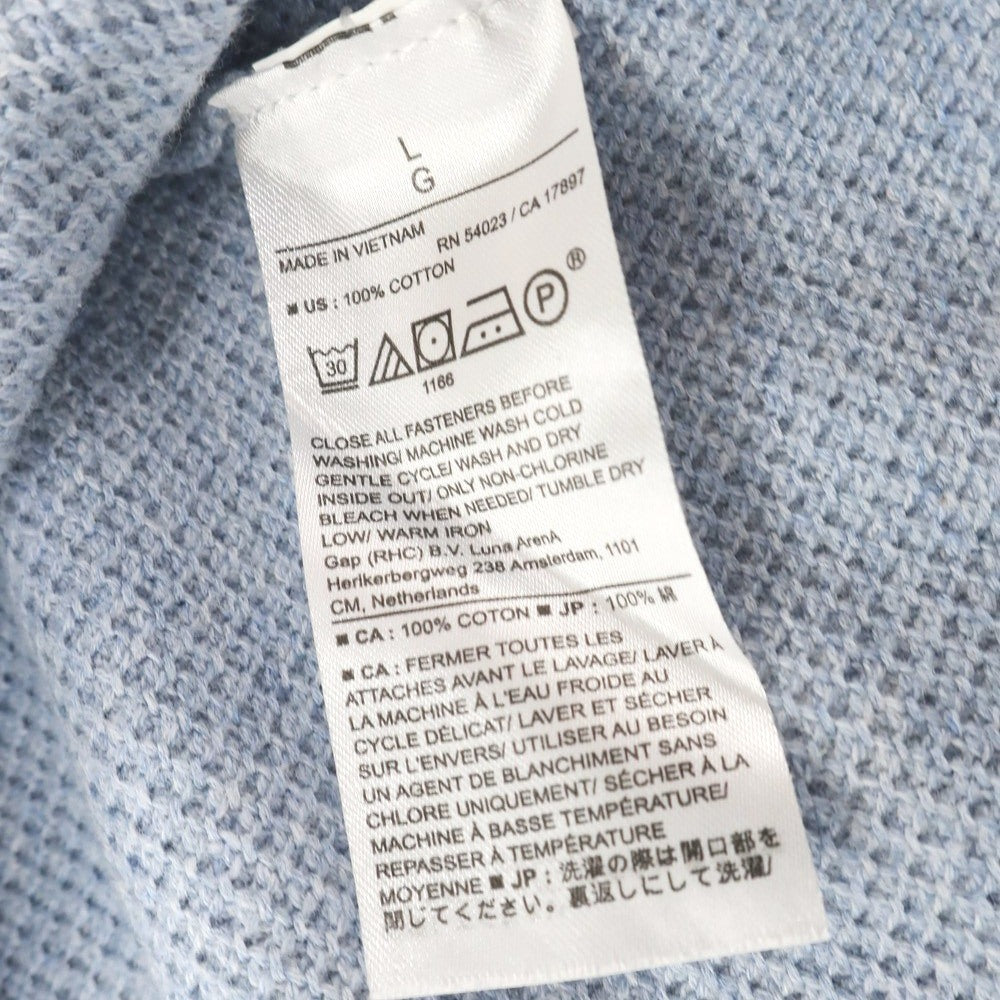 L
G
MADE IN VIETNAM RN 54023 / CA 17897
■ US : 100% COTTON
30 P ®
1166
CLOSE ALL FASTENERS BEFORE
WASHING/ MACHINE WASH COLD
GENTLE CYCLE/ WASH AND DRY
INSIDE OUT/ ONLY NON-CHLORINE
BLEACH WHEN NEEDED/ TUMBLE DRY
LOW/ WARM IRON
Gap (RHC) B.V. Luna ArenA
Herikerbergweg 238 Amsterdam, 1101
CM, Netherlands
■ CA : 100% COTON ■ JP : 100% 綿
■ CA : FERMER TOUTES LES
ATTACHES AVANT LE LAVAGE/ LAVER À
LA MACHINE À L'EAU FROIDE AU
CYCLE DÉLICAT/ LAVER ET SÉCHER
SUR L'ENVERS/ UTILISER AU BESOIN
UN AGENT DE BLANCHIMENT SANS
CHLORE UNIQUEMENT/ SÉCHER À LA
MACHINE À BASSE TEMPÉRATURE/
REPASSER À TEMPÉRATURE
MOYENNE ■ JP : 洗濯の際は開口部を
閉じてください。裏返しにして洗濯/